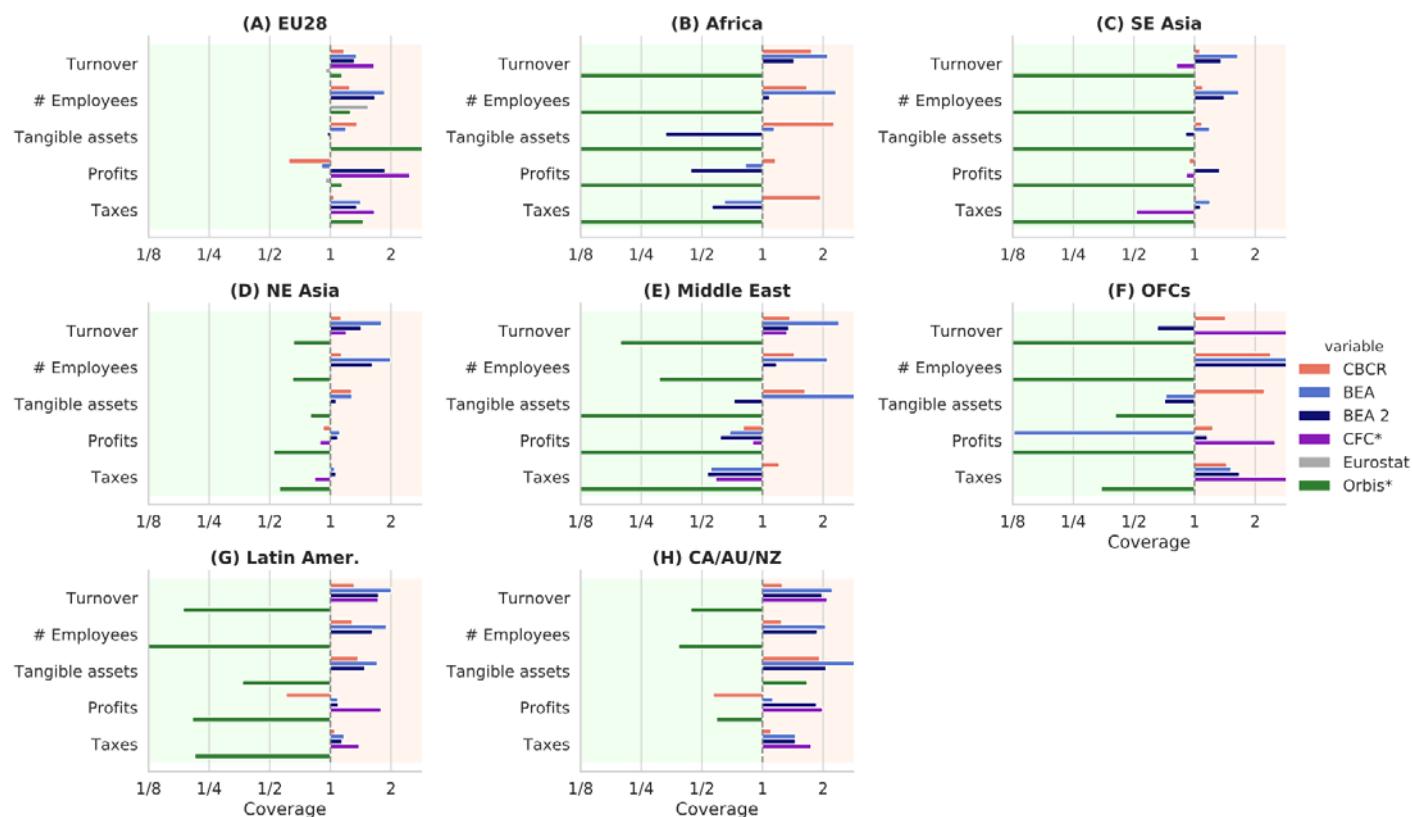 (A) EU28
Turnover
# Employees
Tangible assets
Profits
Taxes
1/8 1/4 1/2 1 2
(B) Africa
Turnover
# Employees
Tangible assets
Profits
Taxes
1/8 1/4 1/2 1 2
(C) SE Asia
Turnover
# Employees
Tangible assets
Profits
Taxes
1/8 1/4 1/2 1 2
(D) NE Asia
Turnover
# Employees
Tangible assets
Profits
Taxes
1/8 1/4 1/2 1 2
(E) Middle East
Turnover
# Employees
Tangible assets
Profits
Taxes
1/8 1/4 1/2 1 2
(F) OFCs
Turnover
# Employees
Tangible assets
Profits
Taxes
1/8 1/4 1/2 1 2
Coverage
variable
CBCR
BEA
BEA 2
CFC*
Eurostat
Orbis*
(G) Latin Amer.
Turnover
# Employees
Tangible assets
Profits
Taxes
1/8 1/4 1/2 1 2
Coverage
(H) CA/AU/NZ
Turnover
# Employees
Tangible assets
Profits
Taxes
1/8 1/4 1/2 1 2
Coverage